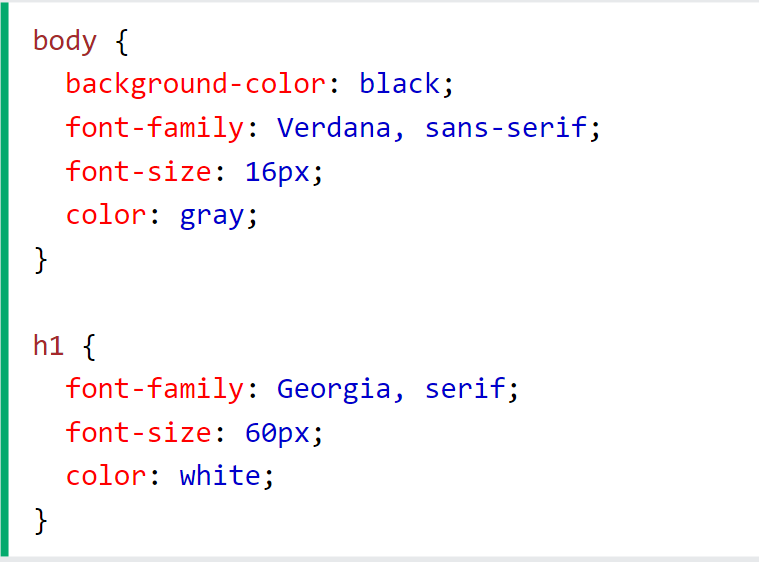 body {
  background-color: black;
  font-family: Verdana, sans-serif;
  font-size: 16px;
  color: gray;
}

h1 {
  font-family: Georgia, serif;
  font-size: 60px;
  color: white;
}